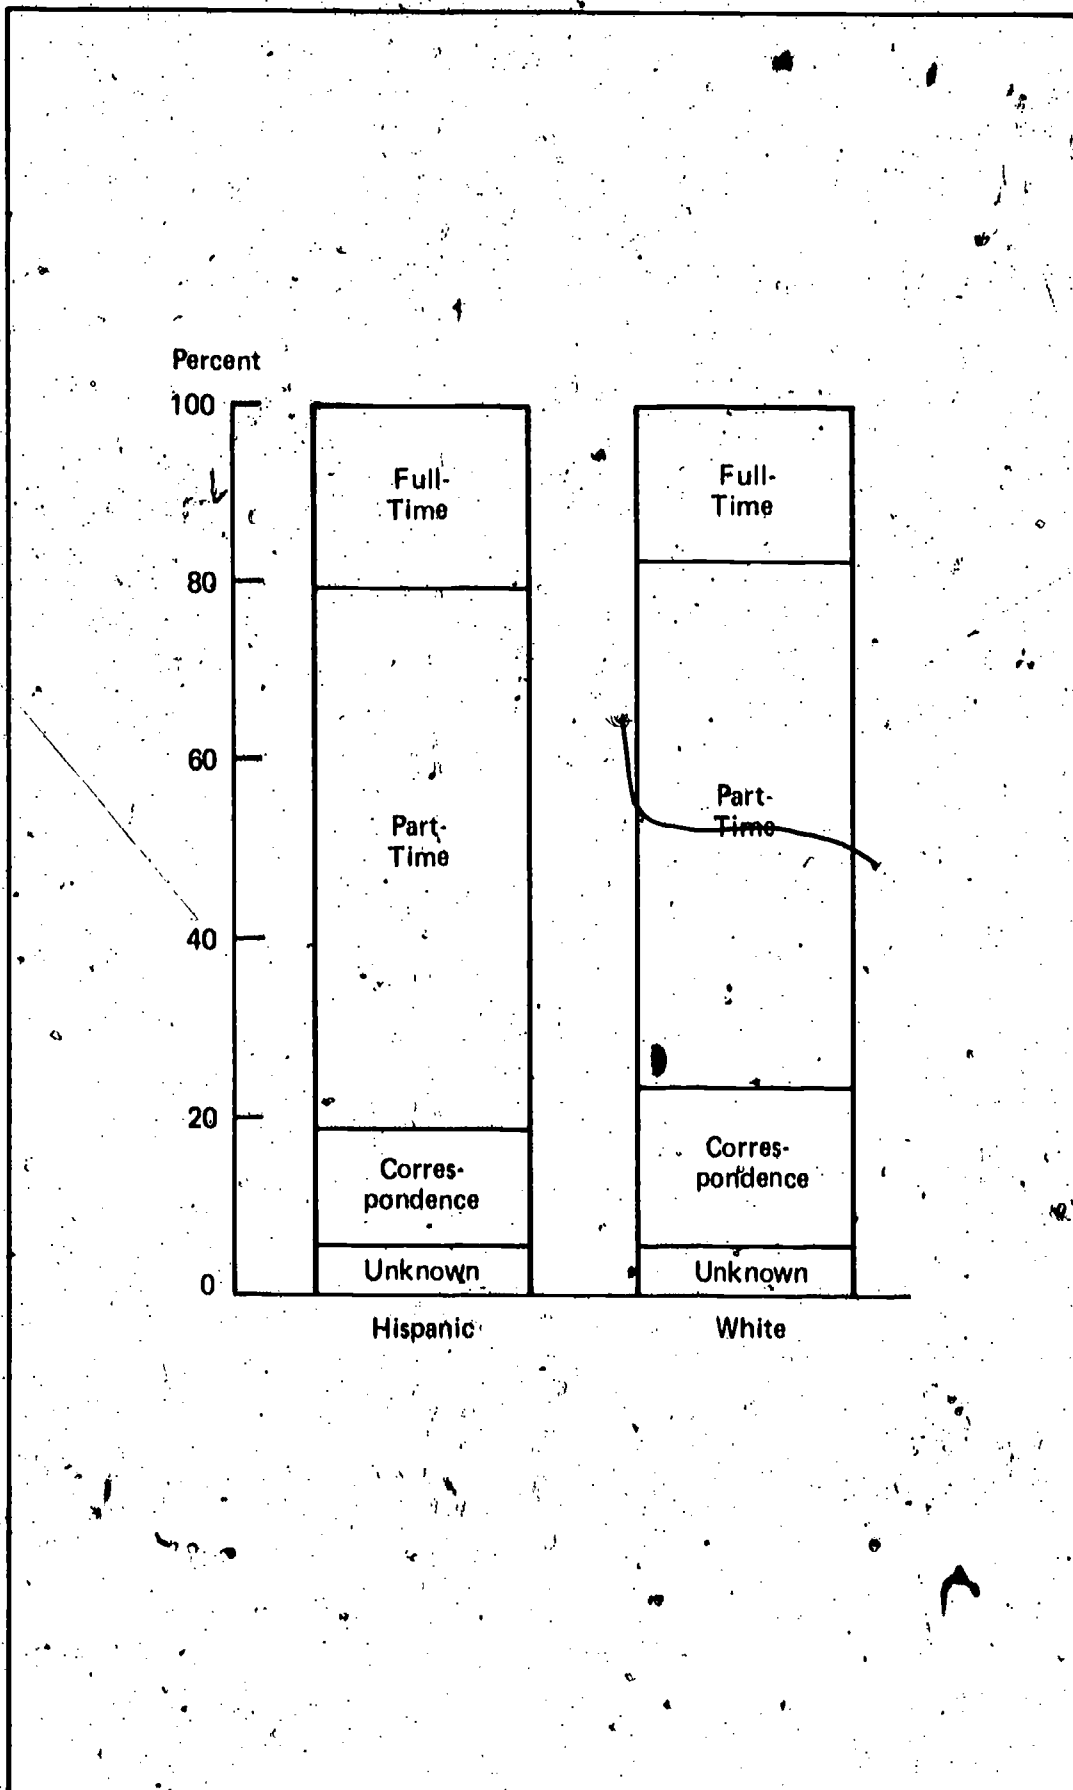 Percent
100
80
60
40
20
0
Full-
Time
Part-
Time
Corres-
pondence
Unknown
Hispanic
Full-
Time
Part-
Time
Corres-
pondence
Unknown
White